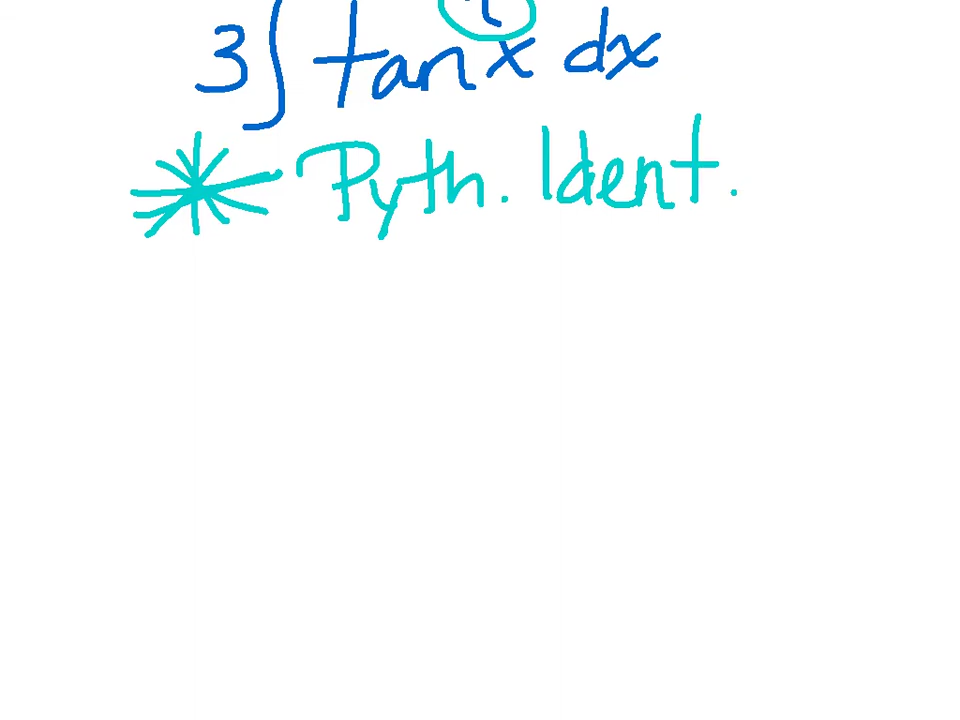 3∫ tan x dx
* Pyth. Ident.